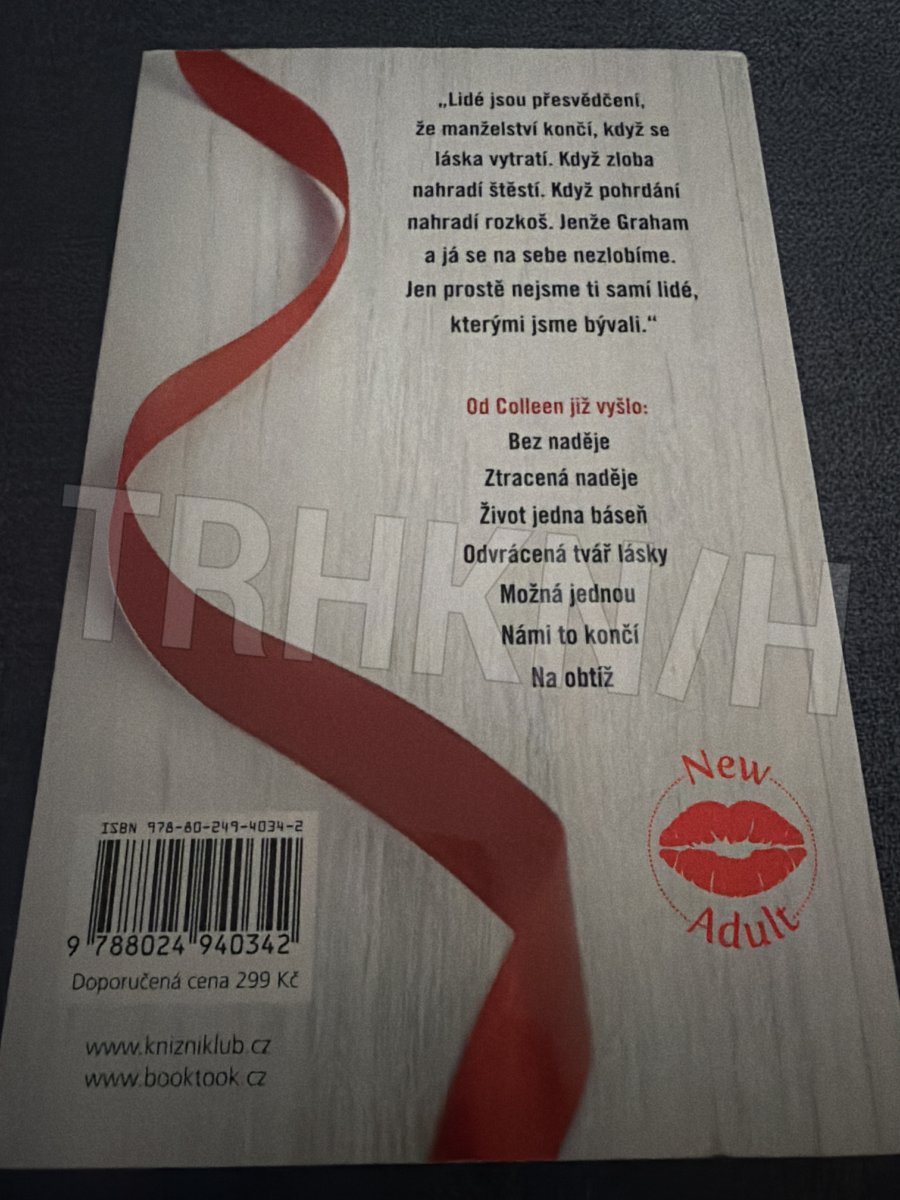 „Lidé jsou přesvědčení,
že manželství končí, když se
láska vytratí. Když zloba
nahradí štěstí. Když pohrdání
nahradí rozkoš. Jenže Graham
a já se na sebe nezlobíme.
Jen prostě nejsme ti samí lidé,
kterými jsme bývali.“
Od Colleen již vyšlo:
Bez naděje
Ztracená naděje
Život jedna báseň
Odvrácená tvář lásky
Možná jednou
Námi to končí
Na obtíž
TRHKNIH
New
Adult
ISBN 978-80-249-4034-2
9 788024 940342
Doporučená cena 299 Kč
www.knizniklub.cz
www.booktook.cz